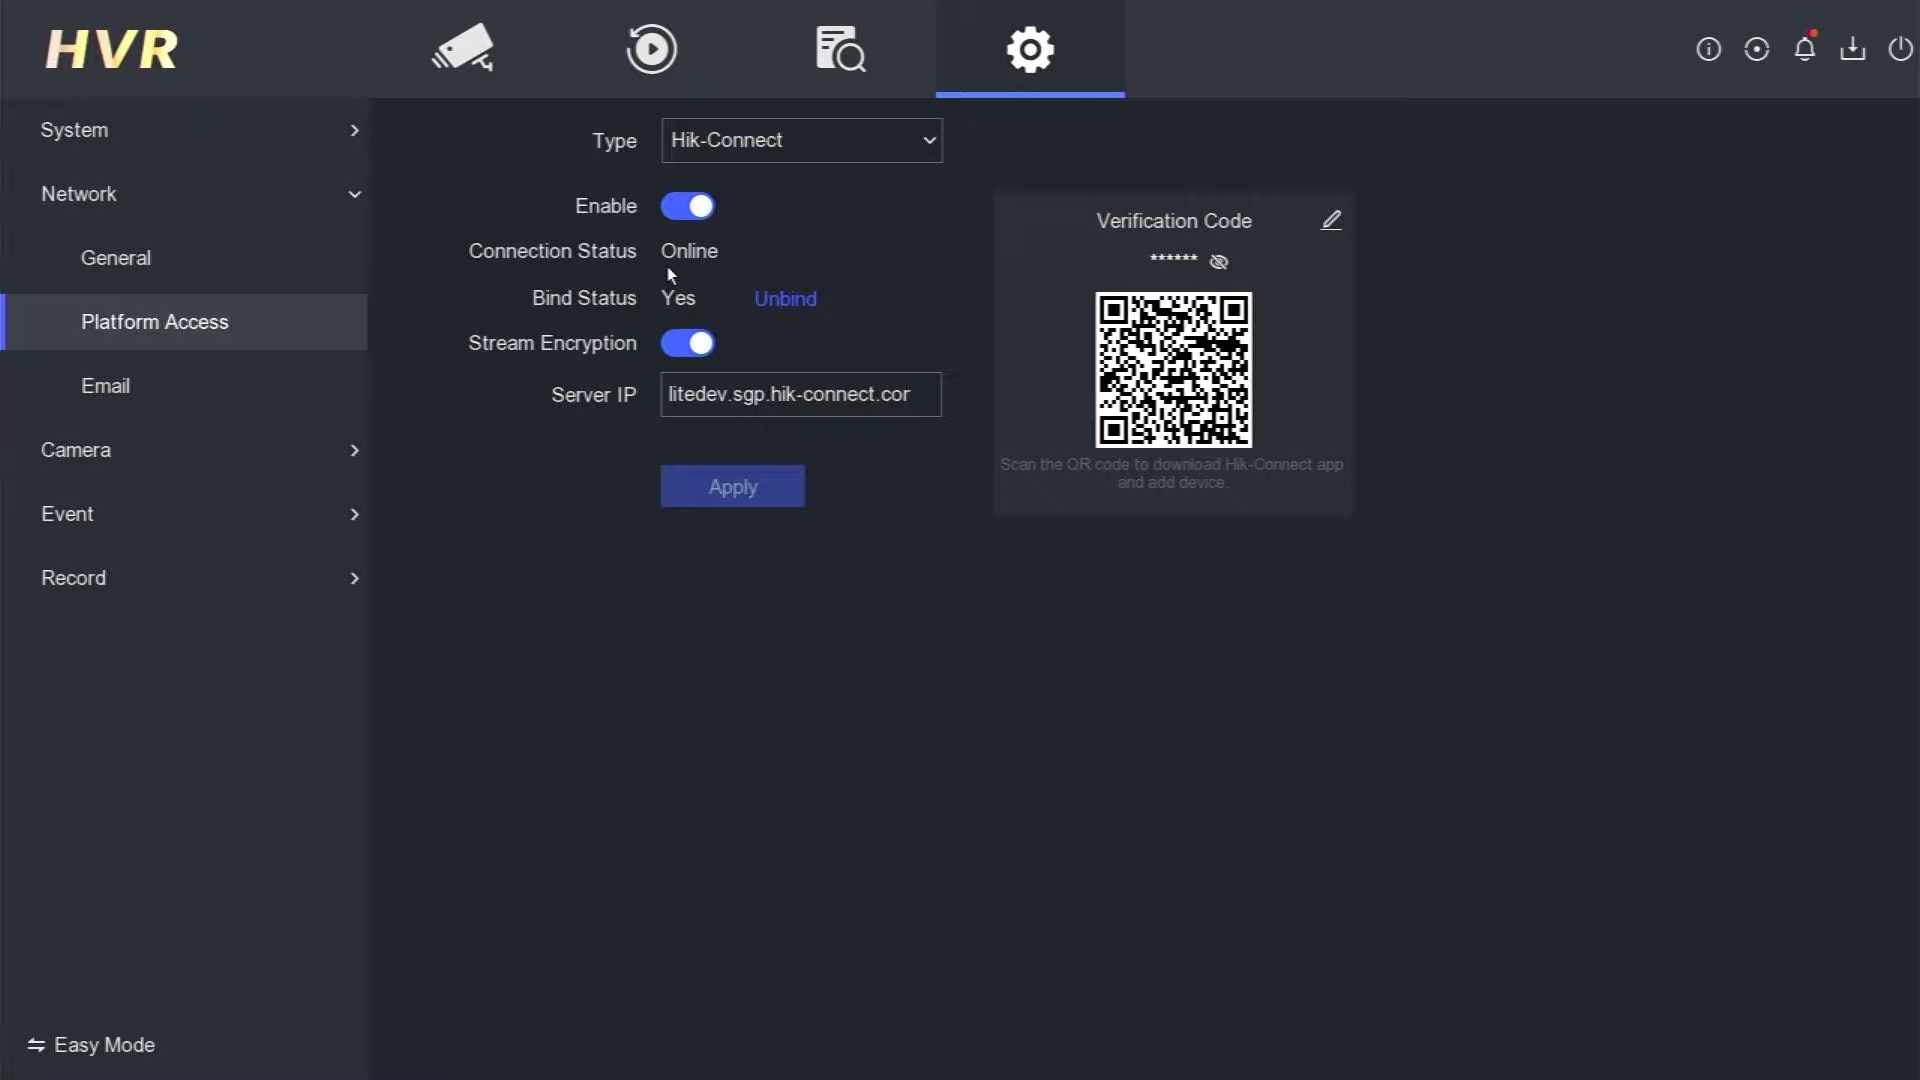 HVR
System
Network
General
Platform Access
Email
Camera
Event
Record
Easy Mode
Type Hik-Connect
Enable
Connection Status Online
Bind Status Yes Unbind
Stream Encryption
Server IP litedev.sgp.hik-connect.cor
Apply
Verification Code
******
Scan the QR code to download Hik-Connect app
and add device.